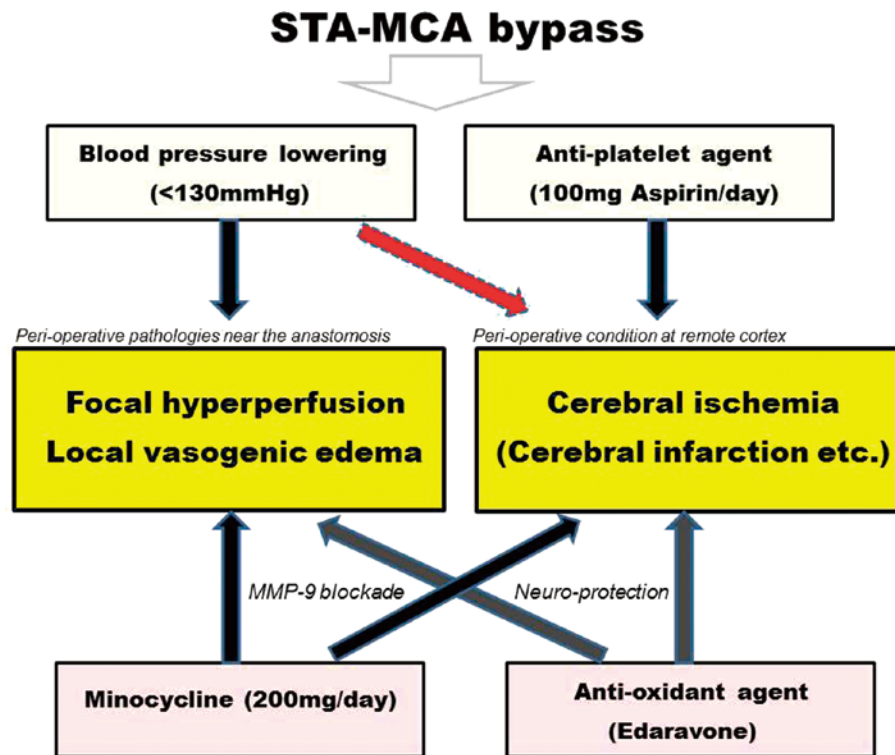 STA-MCA bypass
Blood pressure lowering
(<130mmHg)
Anti-platelet agent
(100mg Aspirin/day)
Peri-operative pathologies near the anastomosis
Peri-operative condition at remote cortex
Focal hyperperfusion
Local vasogenic edema
Cerebral ischemia
(Cerebral infarction etc.)
MMP-9 blockade
Neuro-protection
Minocycline (200mg/day)
Anti-oxidant agent
(Edaravone)